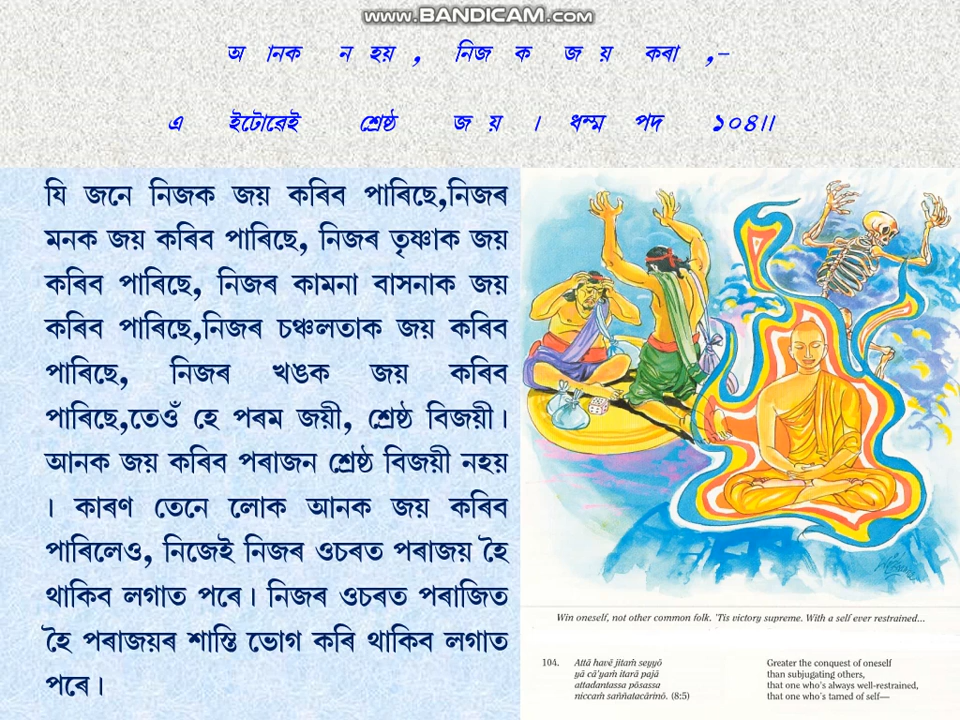 www.BANDICAM.com
অ ানক ন হয় , নিজ ক জ য় কৰা ,–
এ ইটোৱেই শ্ৰেষ্ঠ জ য় । ধম্ম পদ ১০৪॥
যি জনে নিজক জয় কৰিব পাৰিছে,নিজৰ
মনক জয় কৰিব পাৰিছে, নিজৰ তৃষ্ণাক জয়
কৰিব পাৰিছে, নিজৰ কামনা বাসনাক জয়
কৰিব পাৰিছে,নিজৰ চঞ্চলতাক জয় কৰিব
পাৰিছে, নিজৰ খঙক জয় কৰিব
পাৰিছে,তেওঁ হে পৰম জয়ী, শ্ৰেষ্ঠ বিজয়ী।
আনক জয় কৰিব পৰাজন শ্ৰেষ্ঠ বিজয়ী নহয়
। কাৰণ তেনে লোক আনক জয় কৰিব
পাৰিলেও, নিজেই নিজৰ ওচৰত পৰাজয় হৈ
থাকিব লগাত পৰে। নিজৰ ওচৰত পৰাজিত
হৈ পৰাজয়ৰ শাস্তি ভোগ কৰি থাকিব লগাত
পৰে।
Win oneself, not other common folk. 'Tis victory supreme. With a self ever restrained...
104. Attā havē jitaṁ seyyō
yā cā'yaṁ itarā pajā
attadantassa pōsassa
niccaṁ saññatacārinō. (8:5)
Greater the conquest of oneself
than subjugating others,
that one who's always well-restrained,
that one who's tamed of self—